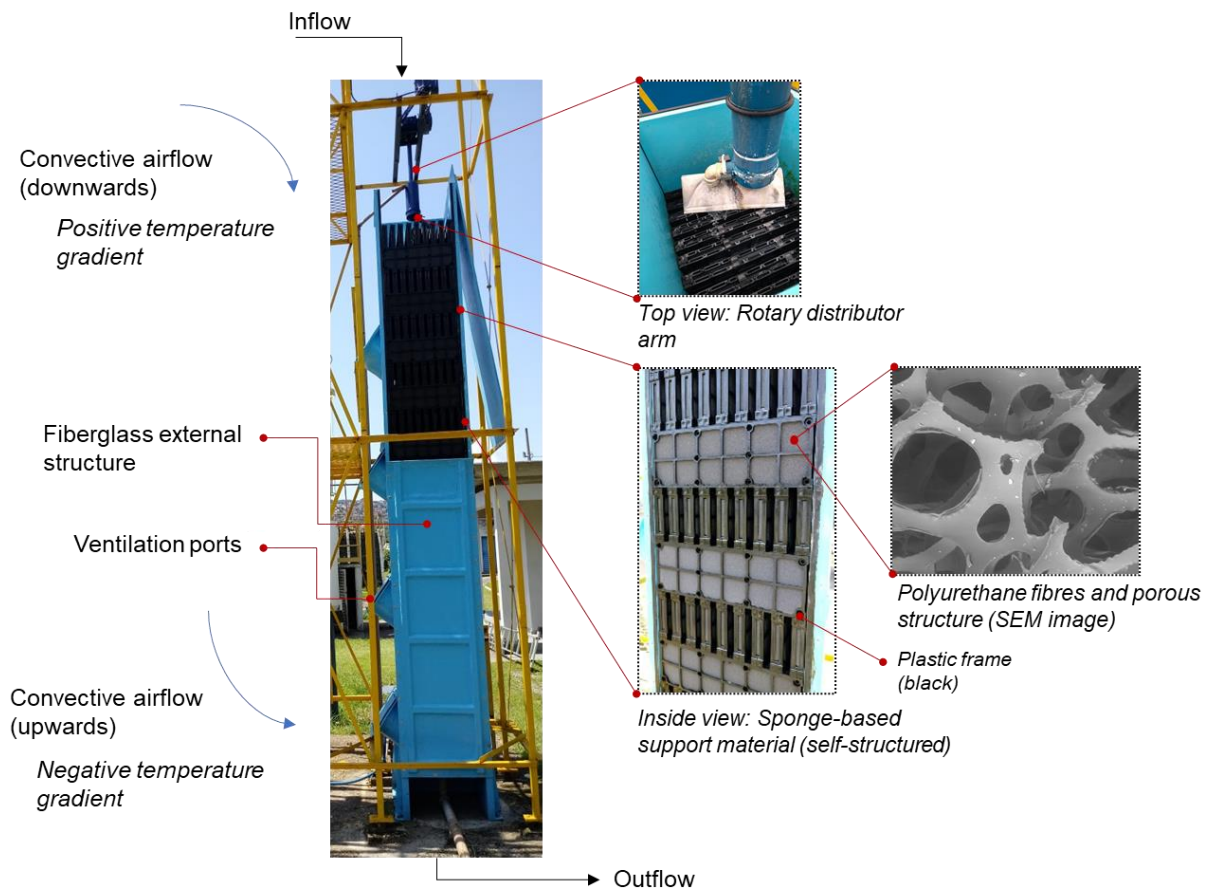 Inflow
Convective airflow
(downwards)
Positive temperature
gradient
Top view: Rotary distributor
arm
Fiberglass external
structure
Ventilation ports
Polyurethane fibres and porous
structure (SEM image)
Plastic frame
(black)
Convective airflow
(upwards)
Inside view: Sponge-based
support material (self-structured)
Negative temperature
gradient
Outflow